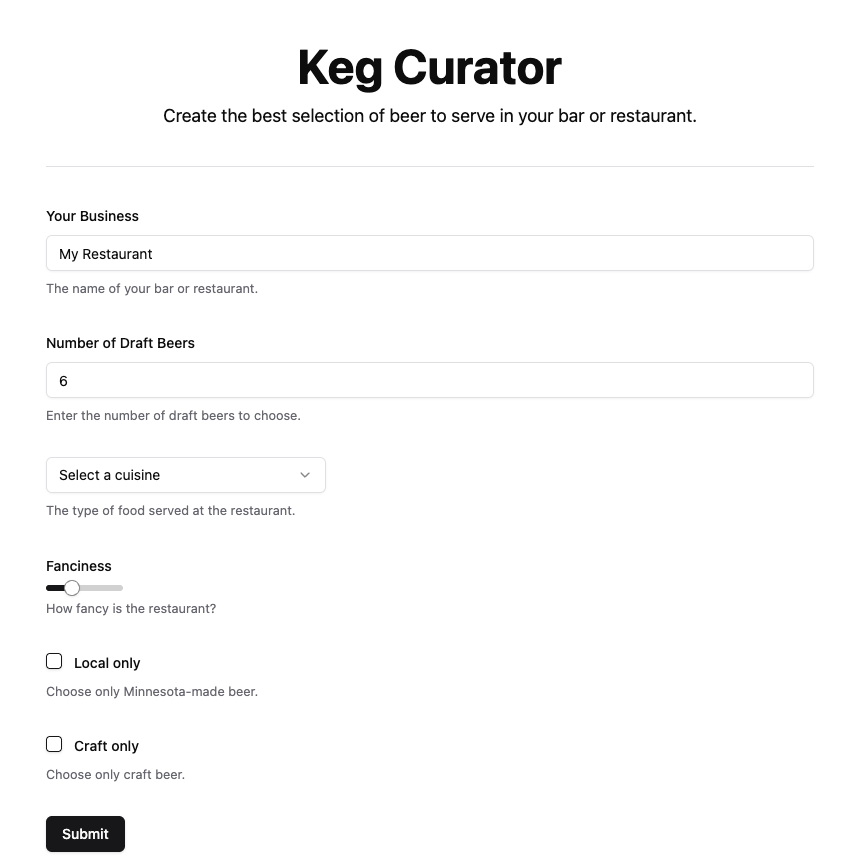 Keg Curator
Create the best selection of beer to serve in your bar or restaurant.
Your Business
My Restaurant
The name of your bar or restaurant.
Number of Draft Beers
6
Enter the number of draft beers to choose.
Select a cuisine
The type of food served at the restaurant.
Fanciness
How fancy is the restaurant?
Local only
Choose only Minnesota-made beer.
Craft only
Choose only craft beer.
Submit